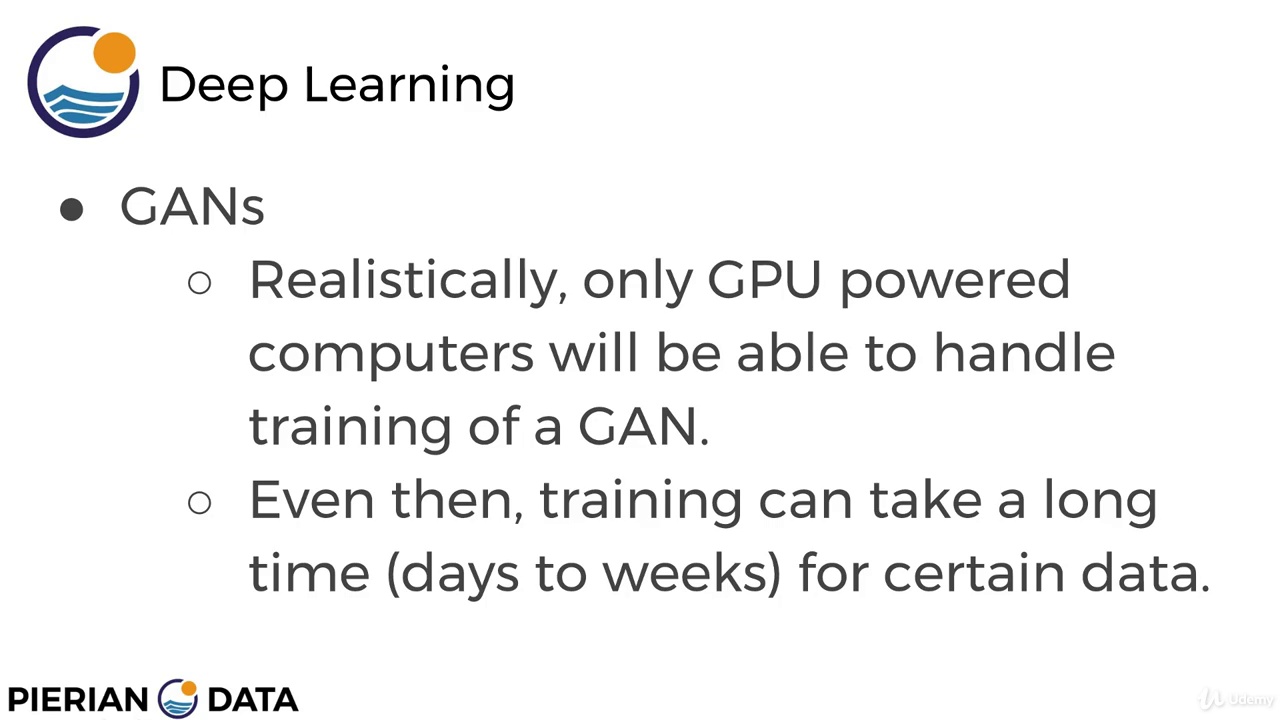 Deep Learning
● GANs
○ Realistically, only GPU powered
computers will be able to handle
training of a GAN.
○ Even then, training can take a long
time (days to weeks) for certain data.
PIERIAN DATA
Udemy